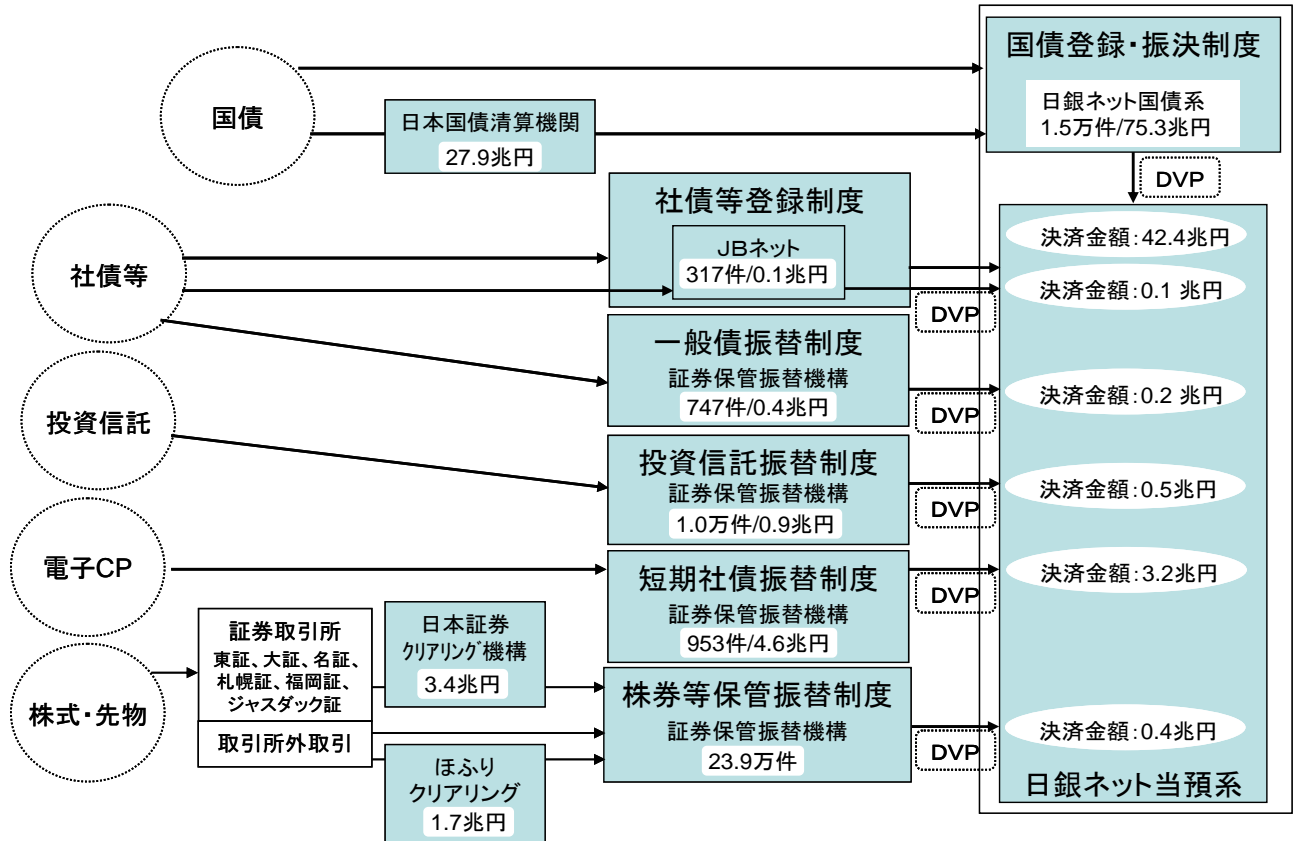 国債登録・振決制度
日銀ネット国債系
1.5万件/75.3兆円
国債
日本国債清算機関
27.9兆円
DVP
社債等登録制度
JBネット
317件/0.1兆円
決済金額:42.4兆円
社債等
決済金額:0.1 兆円
DVP
一般債振替制度
証券保管振替機構
747件/0.4兆円
決済金額:0.2 兆円
DVP
投資信託
投資信託振替制度
証券保管振替機構
1.0万件/0.9兆円
決済金額:0.5兆円
DVP
電子CP
短期社債振替制度
証券保管振替機構
953件/4.6兆円
決済金額:3.2兆円
DVP
株式・先物
証券取引所
東証、大証、名証、
札幌証、福岡証、
ジャスダック証
取引所外取引
日本証券
クリアリング機構
3.4兆円
ほふり
クリアリング
1.7兆円
株券等保管振替制度
証券保管振替機構
23.9万件
決済金額:0.4兆円
DVP
日銀ネット当預系